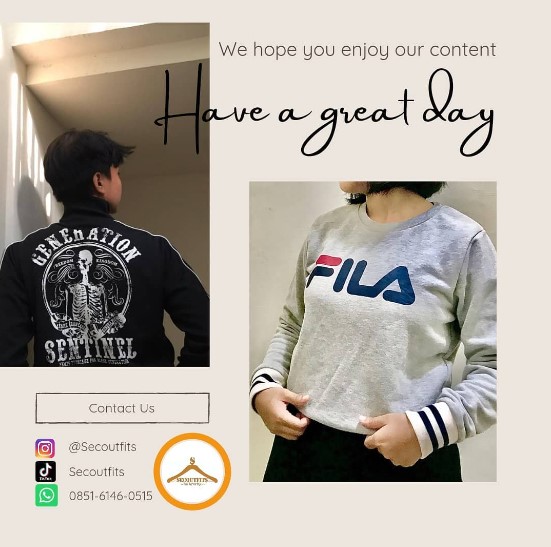 We hope you enjoy our content
Have a great day
GENERATION
SENTINEL
FILA
Contact Us
@Secoutfits
Secoutfits
0851-6146-0515
SECOUTFITS